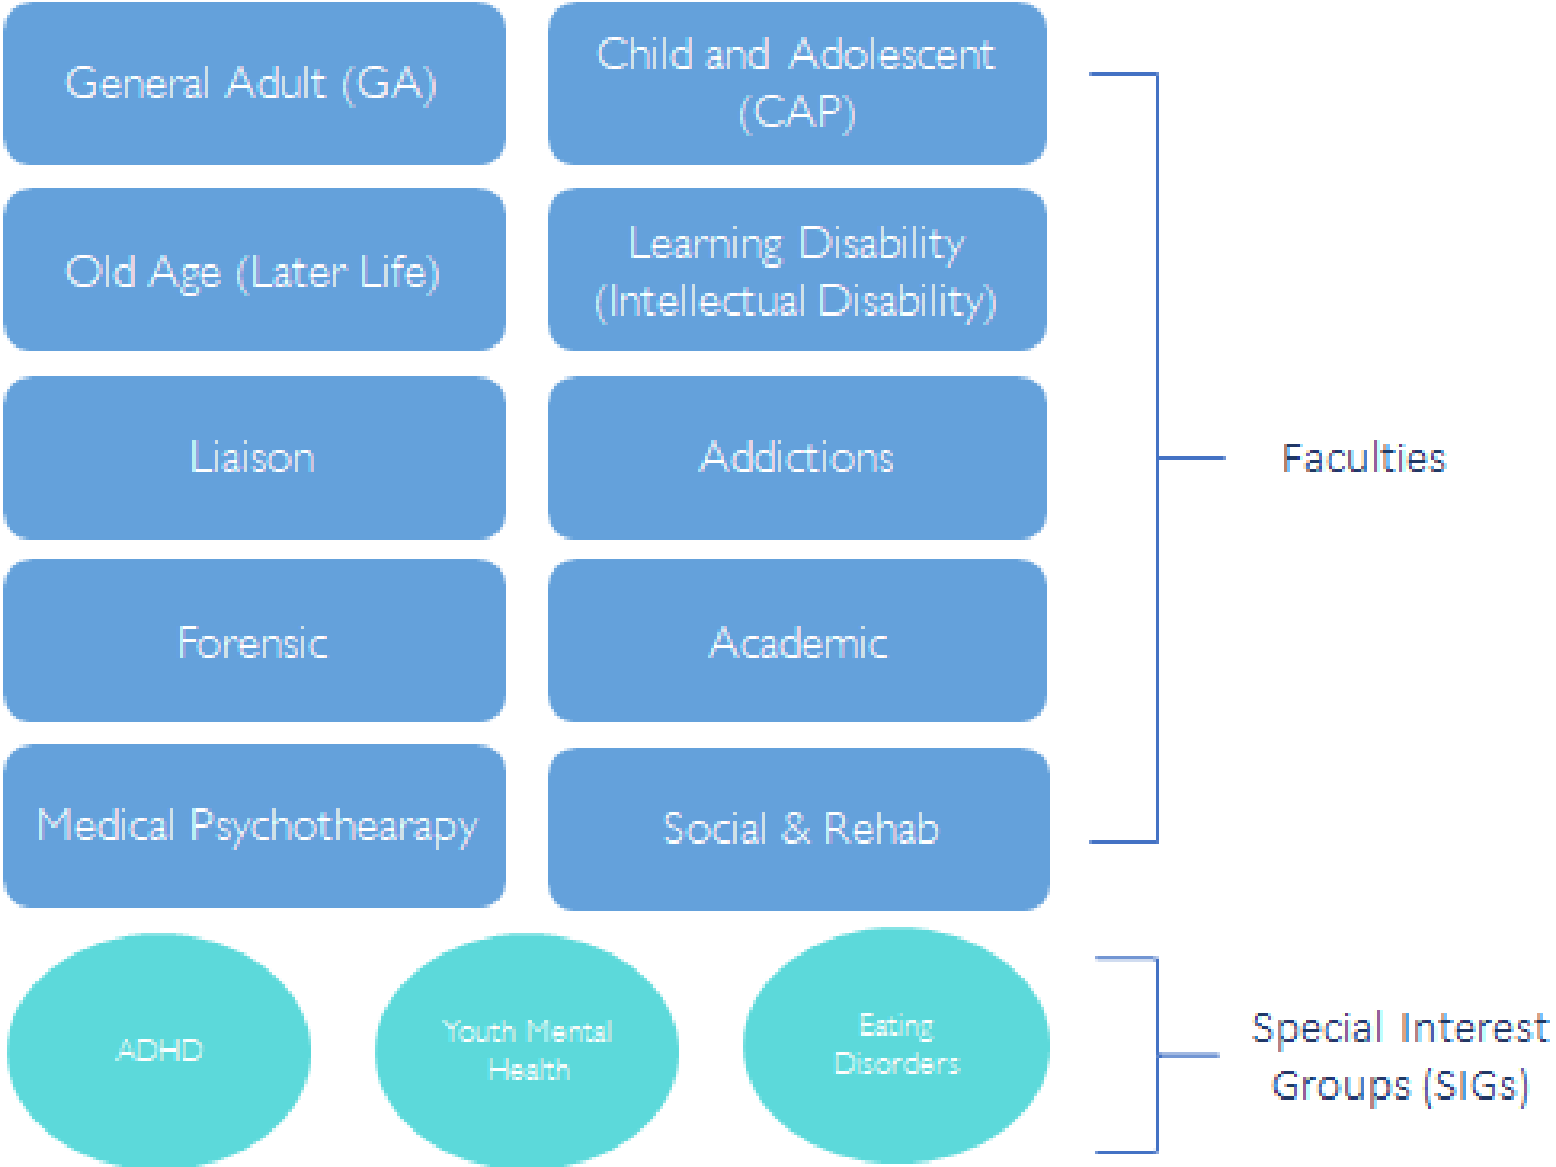 General Adult (GA)
Child and Adolescent
(CAP)
Old Age (Later Life)
Learning Disability
(Intellectual Disability)
Liaison
Addictions
Faculties
Forensic
Academic
Medical Psychothearapy
Social & Rehab
ADHD
Youth Mental
Health
Eating
Disorders
Special Interest
Groups (SIGs)